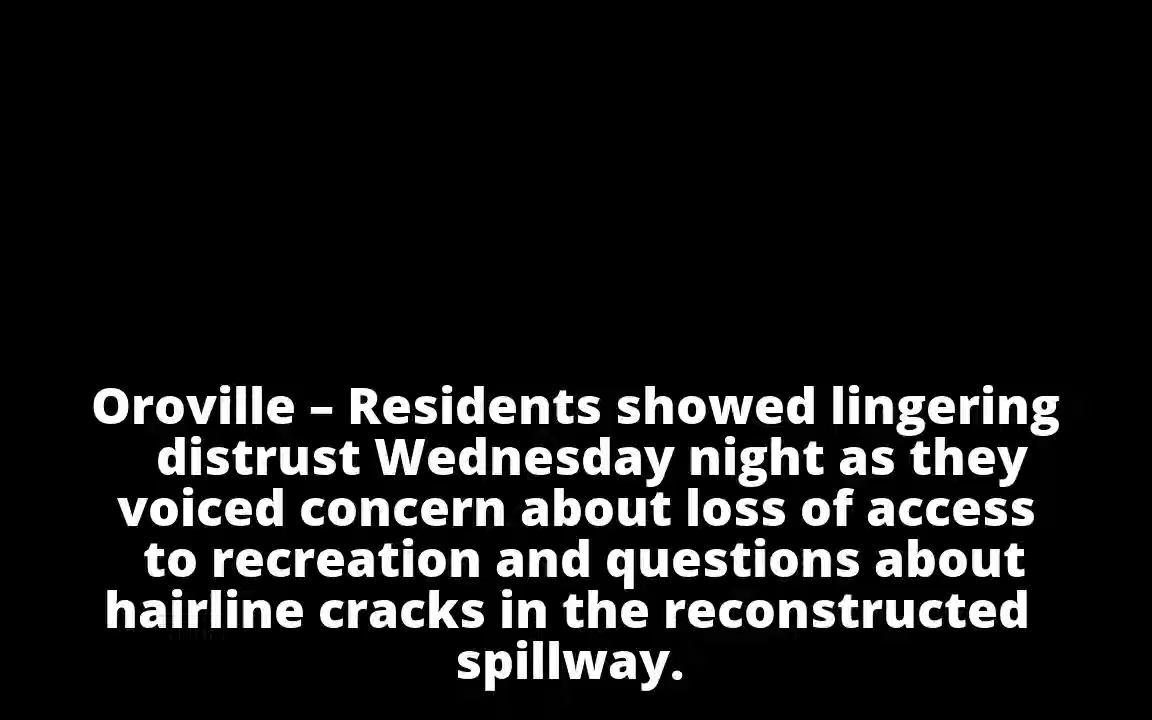 Oroville – Residents showed lingering
distrust Wednesday night as they
voiced concern about loss of access
to recreation and questions about
hairline cracks in the reconstructed
spillway.